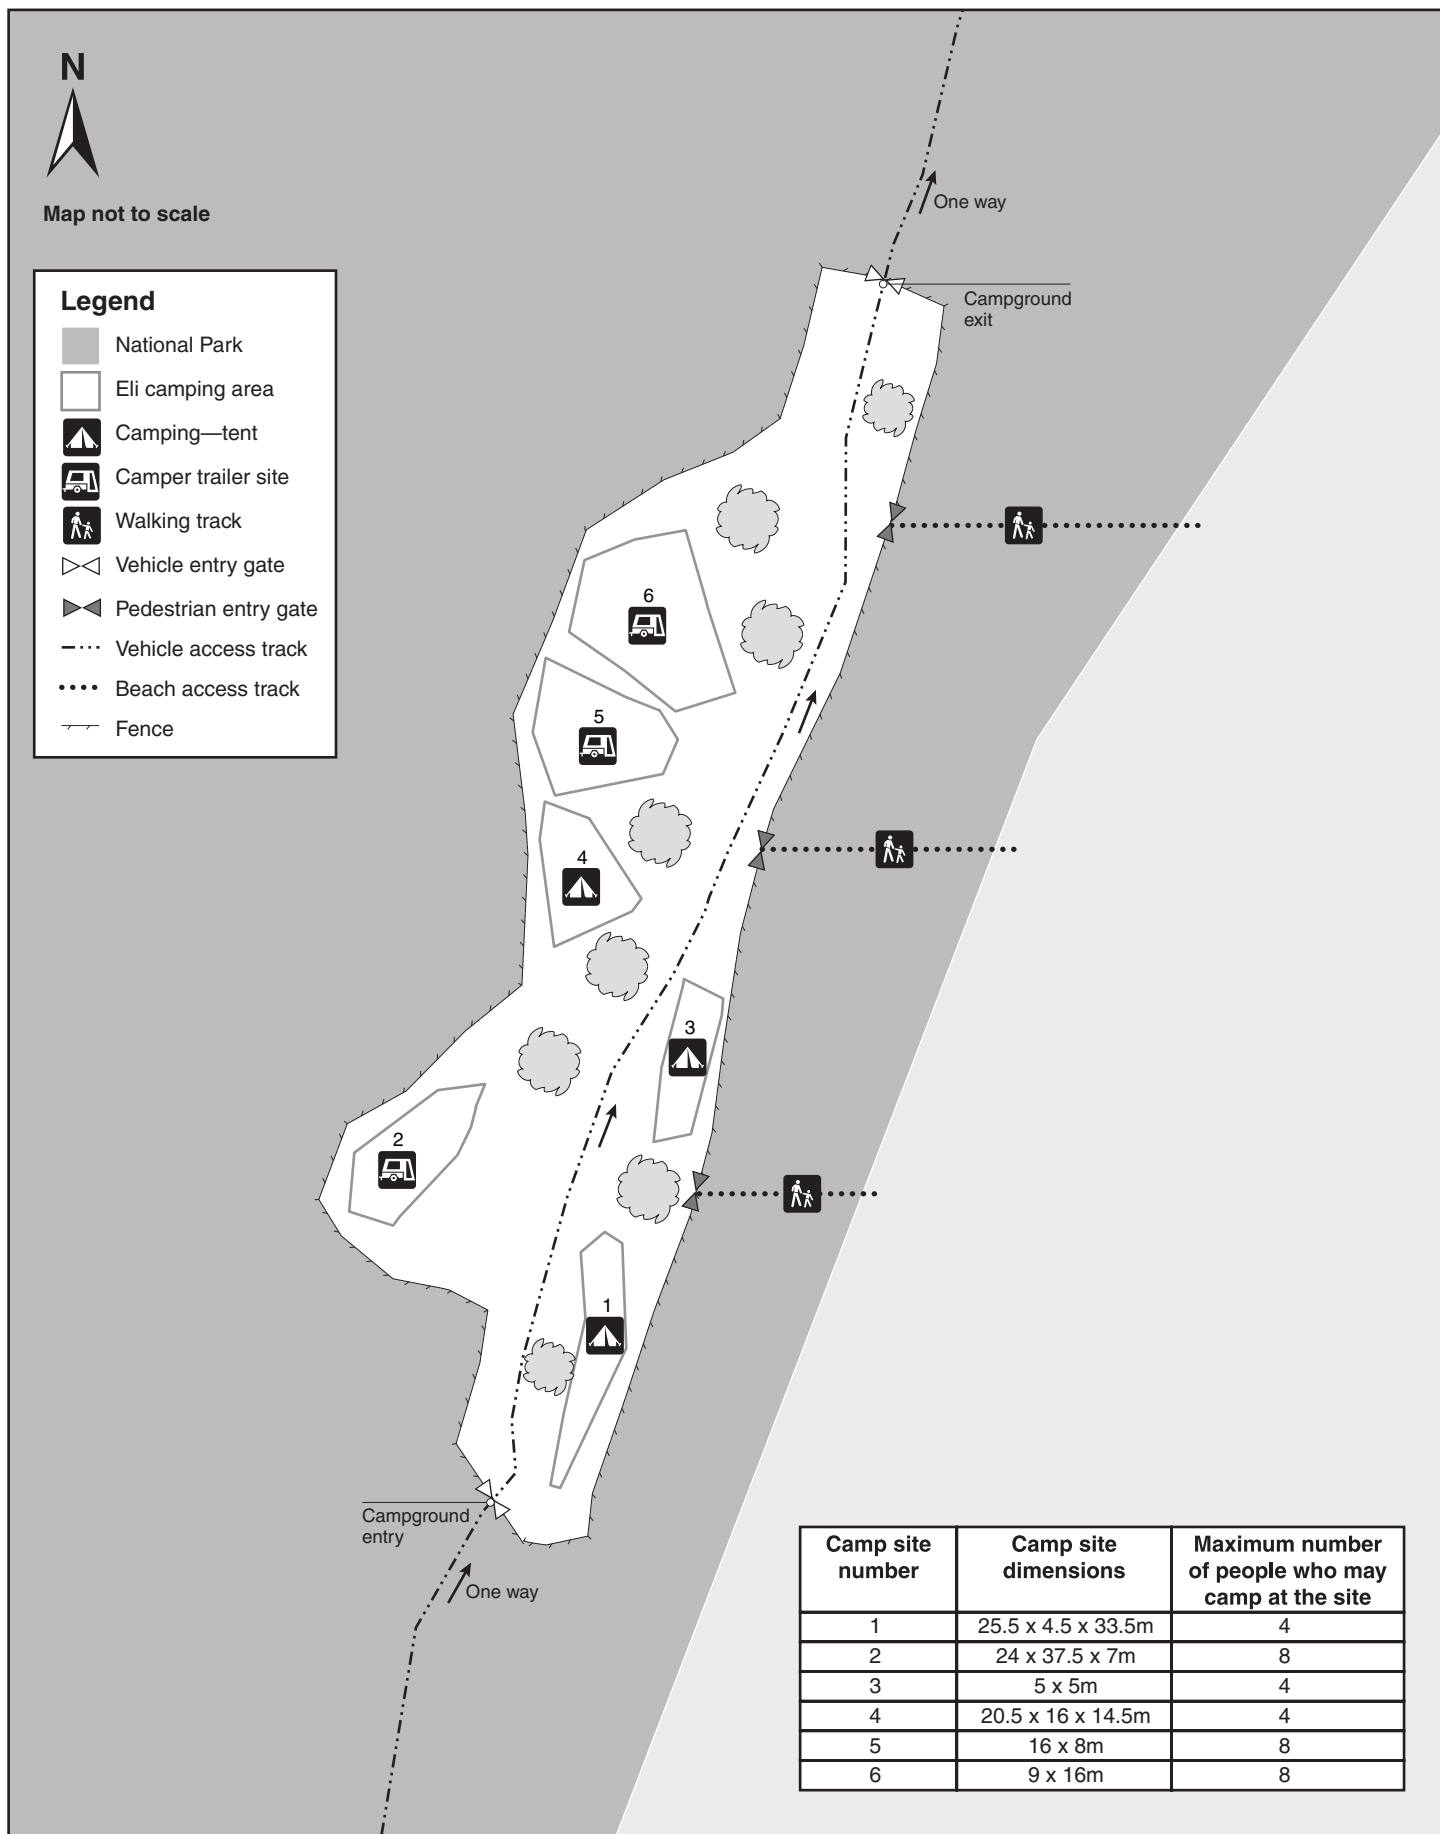 N
Map not to scale
Legend
National Park
Eli camping area
Camping—tent
Camper trailer site
Walking track
Vehicle entry gate
Pedestrian entry gate
Vehicle access track
Beach access track
Fence
One way
Campground
exit
6
5
4
3
2
1
Campground
entry
One way
Camp site number | Camp site dimensions | Maximum number of people who may camp at the site
1 | 25.5 x 4.5 x 33.5m | 4
2 | 24 x 37.5 x 7m | 8
3 | 5 x 5m | 4
4 | 20.5 x 16 x 14.5m | 4
5 | 16 x 8m | 8
6 | 9 x 16m | 8